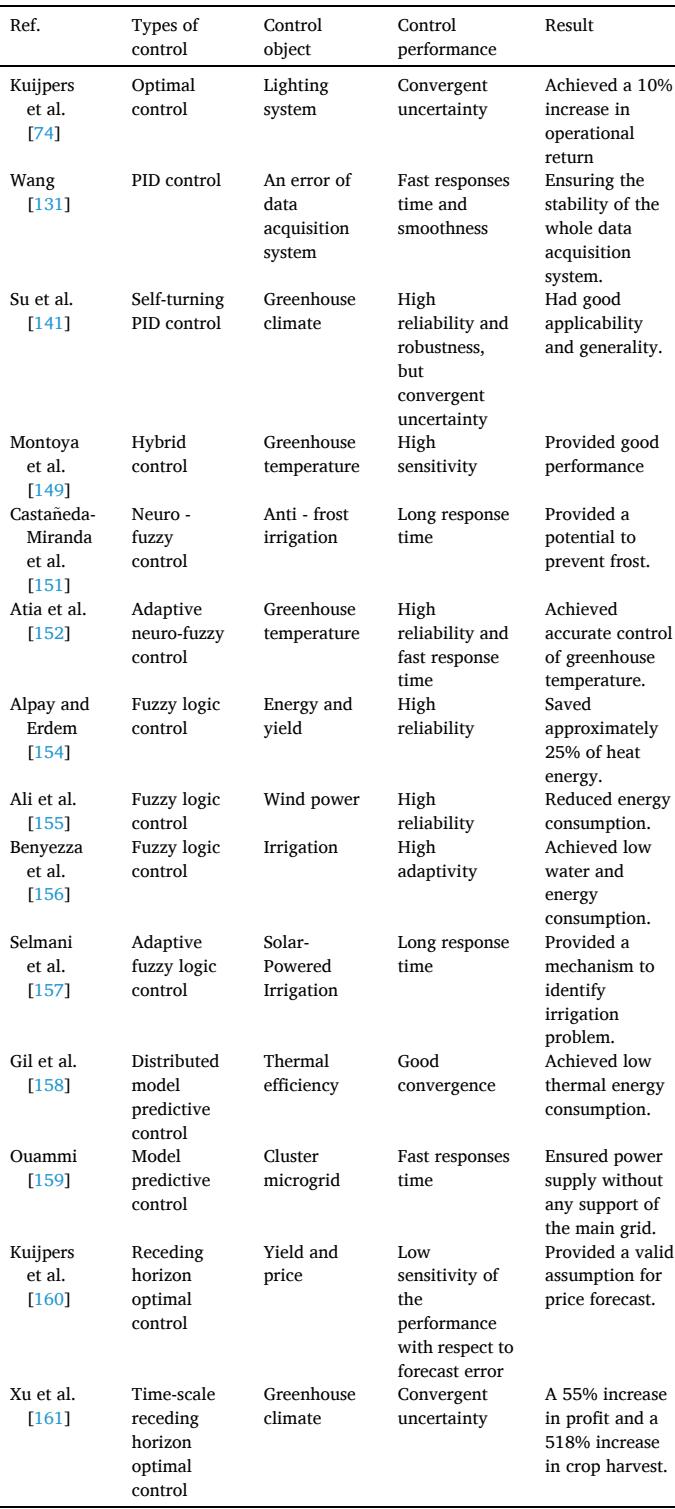 Ref.
Types of control
Control object
Control performance
Result
Kuijpers et al. [74]
Optimal control
Lighting system
Convergent uncertainty
Achieved a 10% increase in operational return
Wang [131]
PID control
An error of data acquisition system
Fast responses time and smoothness
Ensuring the stability of the whole data acquisition system.
Su et al. [141]
Self-turning PID control
Greenhouse climate
High reliability and robustness, but convergent uncertainty
Had good applicability and generality.
Montoya et al. [149]
Hybrid control
Greenhouse temperature
High sensitivity
Provided good performance
Castañeda-Miranda et al. [151]
Neuro - fuzzy control
Anti - frost irrigation
Long response time
Provided a potential to prevent frost.
Atia et al. [152]
Adaptive neuro-fuzzy control
Greenhouse temperature
High reliability and fast response time
Achieved accurate control of greenhouse temperature.
Alpay and Erdem [154]
Fuzzy logic control
Energy and yield
High reliability
Saved approximately 25% of heat energy.
Ali et al. [155]
Fuzzy logic control
Wind power
High reliability
Reduced energy consumption.
Benyezza et al. [156]
Fuzzy logic control
Irrigation
High adaptivity
Achieved low water and energy consumption.
Selmani et al. [157]
Adaptive fuzzy logic control
Solar-Powered Irrigation
Long response time
Provided a mechanism to identify irrigation problem.
Gil et al. [158]
Distributed model predictive control
Thermal efficiency
Good convergence
Achieved low thermal energy consumption.
Ouammi [159]
Model predictive control
Cluster microgrid
Fast responses time
Ensured power supply without any support of the main grid.
Kuijpers et al. [160]
Receding horizon optimal control
Yield and price
Low sensitivity of the performance with respect to forecast error
Provided a valid assumption for price forecast.
Xu et al. [161]
Time-scale receding horizon optimal control
Greenhouse climate
Convergent uncertainty
A 55% increase in profit and a 518% increase in crop harvest.